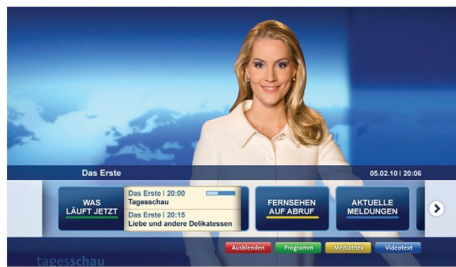 Das Erste
05.02.10 | 20:06
WAS
LÄUFT JETZT
Das Erste | 20:00
Tagesschau
Das Erste | 20:15
Liebe und andere Delikatessen
FERNSEHEN
AUF ABRUF
AKTUELLE
MELDUNGEN
Ausblenden
Programm
Mediathek
Videotext
tagesschau